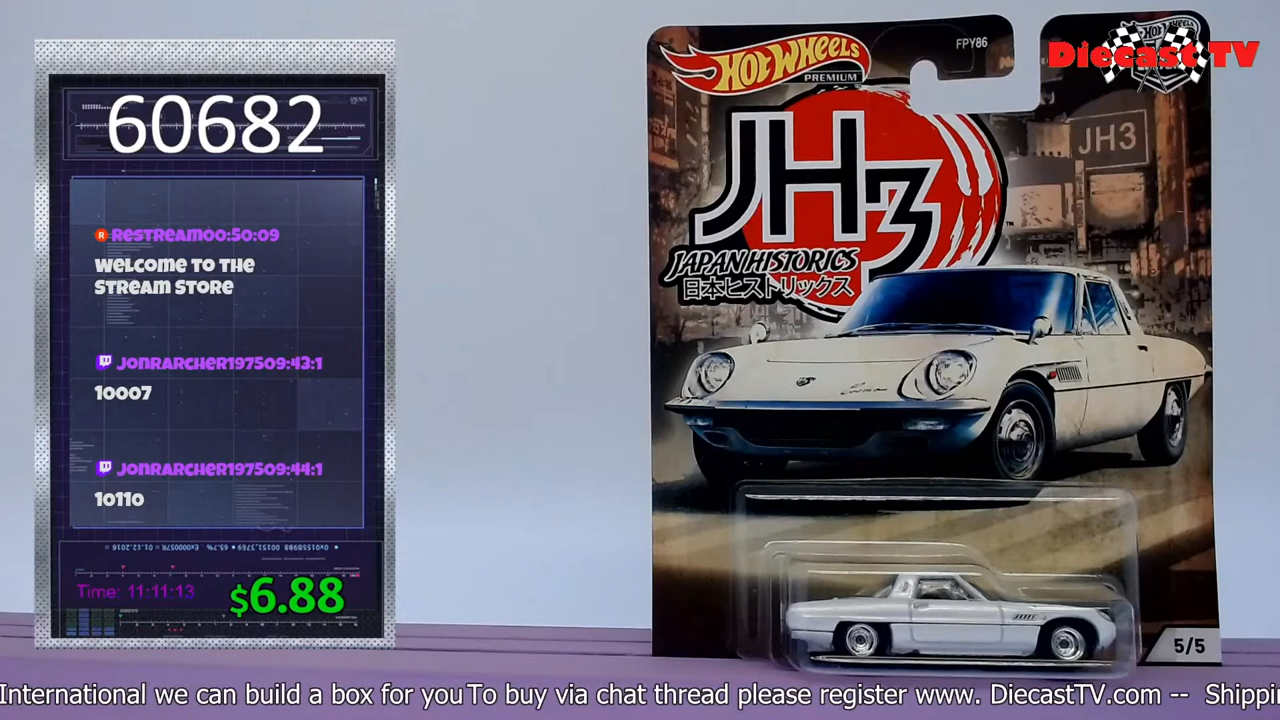 60682
Restream00:50:09
Welcome to the
Stream Store
jonrarcher197509:43:1
10007
jonrarcher197509:44:1
10110
Time: 11:11:13
$6.88
HOT WHEELS
PREMIUM
FPY86
Diecast TV
JH3
JH3
TM
JAPAN HISTORICS
日本ヒストリックス
5/5
International we can build a box for you To buy via chat thread please register www. DiecastTV.com -- Shippi